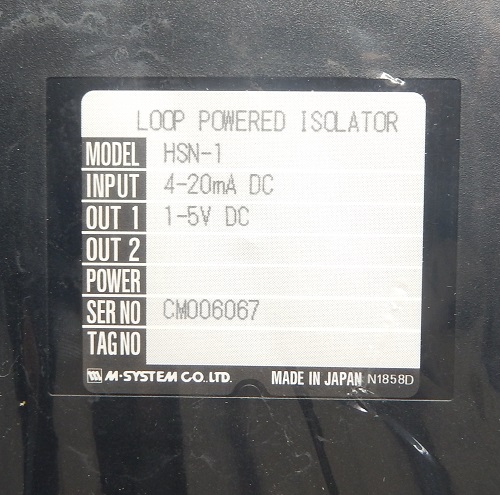 LOOP POWERED ISOLATOR
MODEL HSN-1
INPUT 4-20mA DC
OUT 1 1-5V DC
OUT 2
POWER
SER NO CM006067
TAG NO
M-SYSTEM CO.,LTD. MADE IN JAPAN N1858D